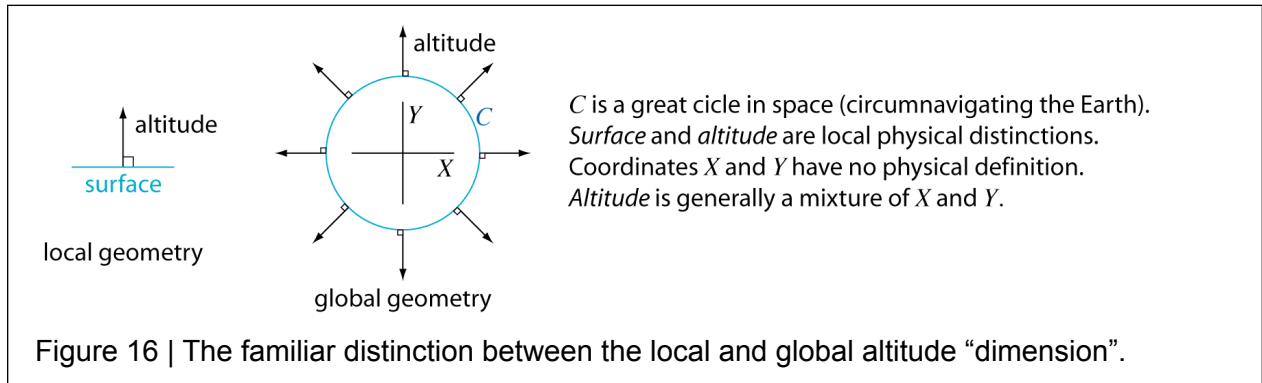 altitude
surface
local geometry
altitude
Y
C
X
global geometry
C is a great cicle in space (circumnavigating the Earth).
Surface and altitude are local physical distinctions.
Coordinates X and Y have no physical definition.
Altitude is generally a mixture of X and Y.
Figure 16 | The familiar distinction between the local and global altitude “dimension”.